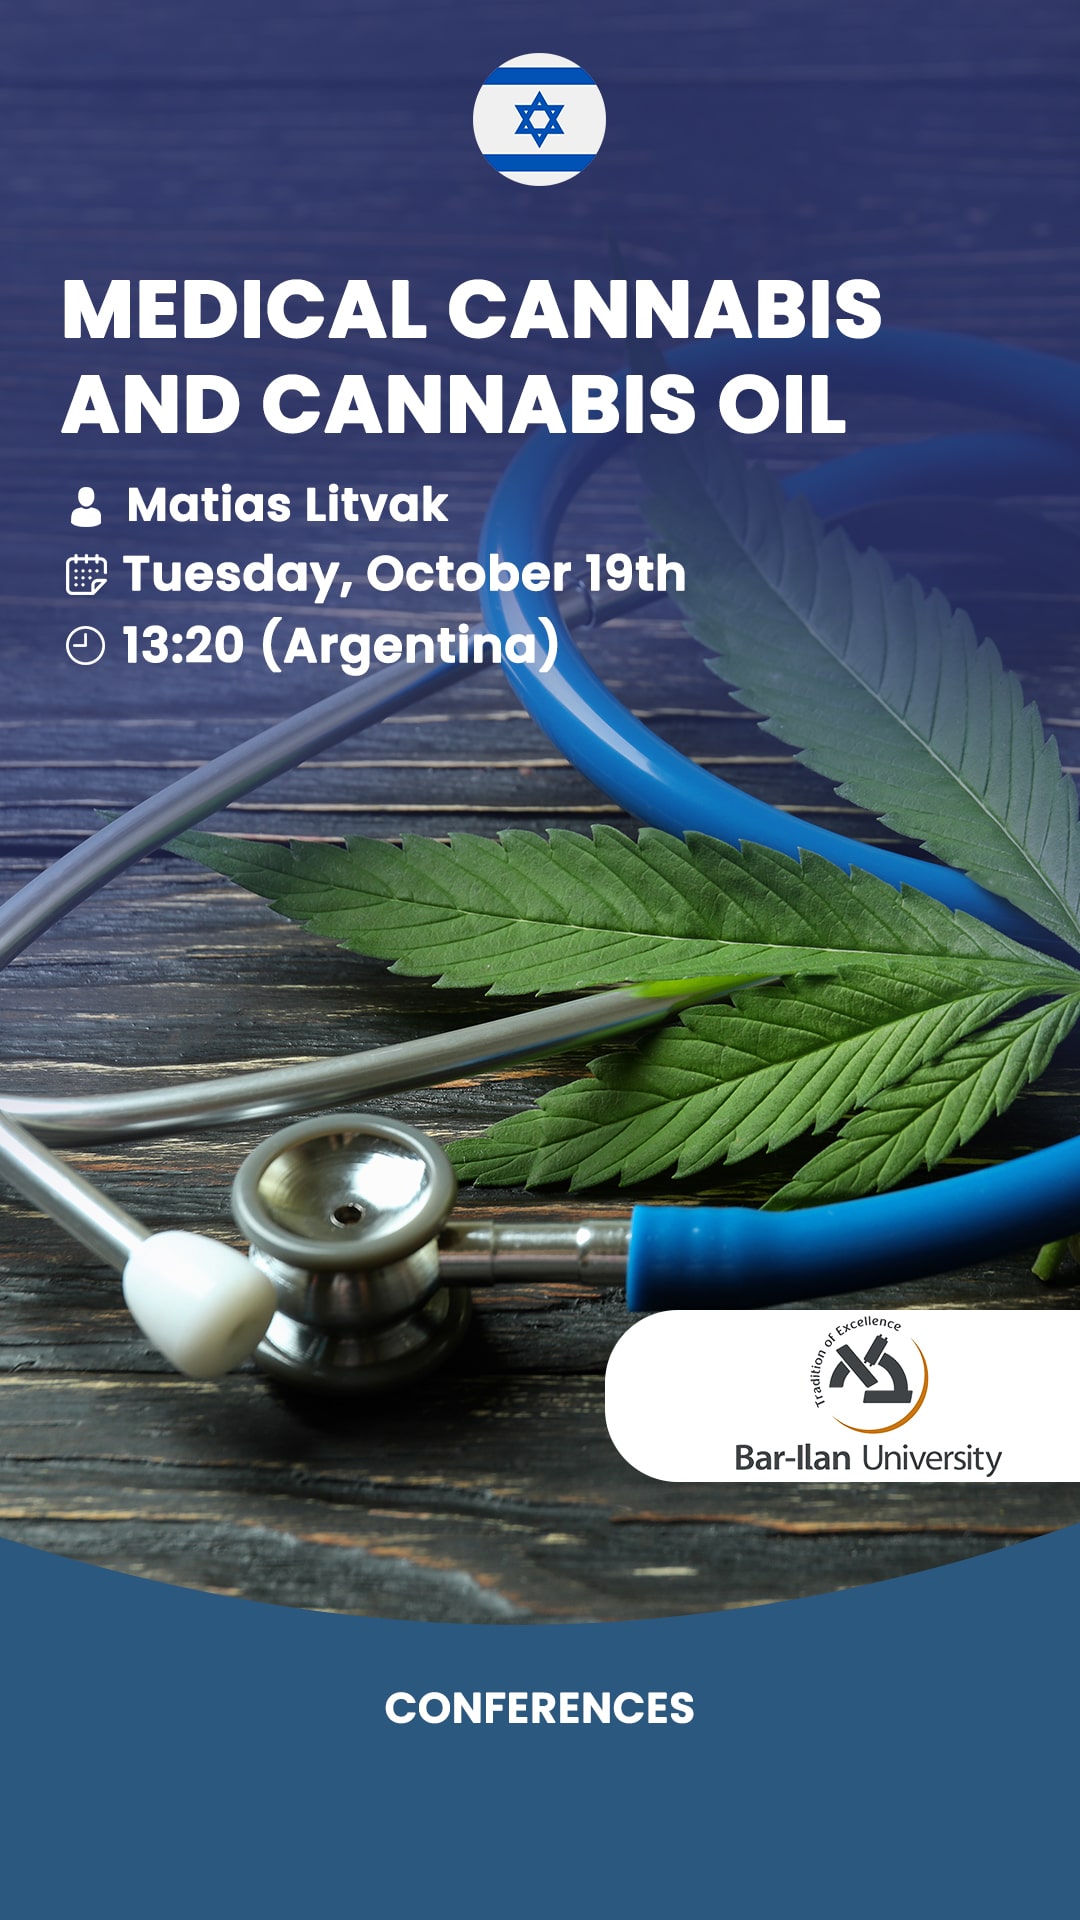 MEDICAL CANNABIS
AND CANNABIS OIL
Matias Litvak
Tuesday, October 19th
13:20 (Argentina)
Tradition of Excellence
Bar-Ilan University
CONFERENCES